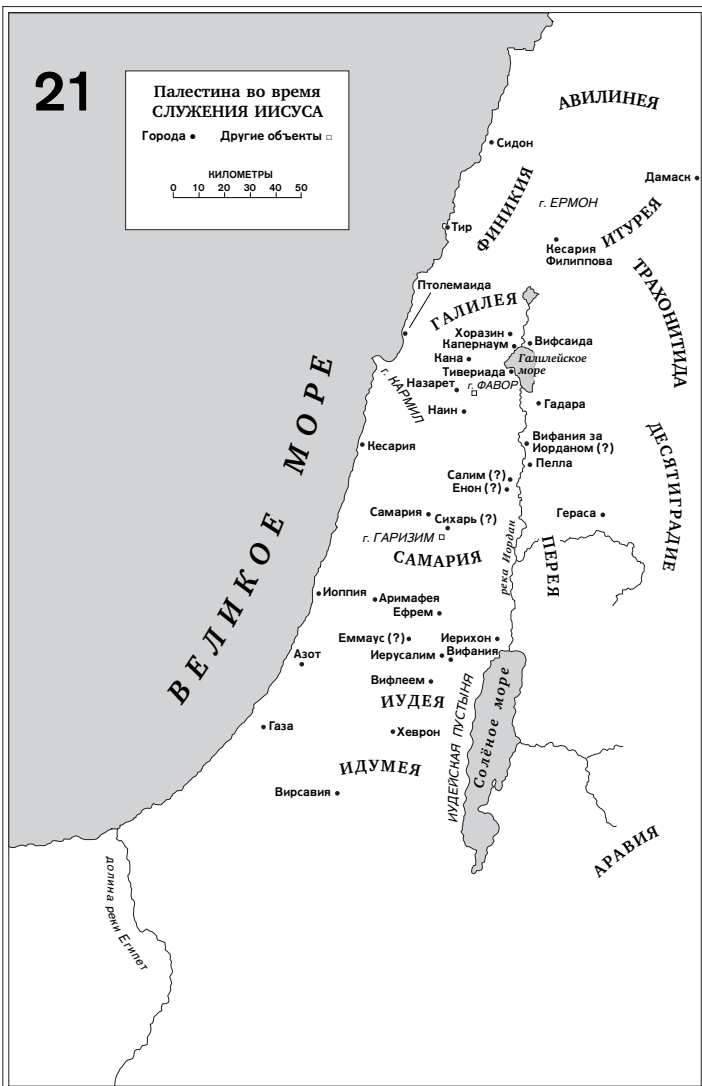 21
Палестина во время
СЛУЖЕНИЯ ИИСУСА
Города • Другие объекты □
КИЛОМЕТРЫ
0 10 20 30 40 50
АВИЛИНЕЯ
Сидон
Дамаск
ФИНИКИЯ
г. ЕРМОН
ИТУРЕЯ
Тир
Кесария
Филиппова
ТРАХОНИТИДА
Птолемаида
ГАЛИЛЕЯ
Хоразин
Капернаум
Вифсаида
Кана
Галилейское
море
Тивериада
г. КАРМИЛ
Назарет
г. ФАВОР
Наин
Гадара
ВЕЛИКОЕ МОРЕ
Кесария
Вифания за
Иорданом (?)
Пелла
ДЕСЯТИГРАДИЕ
Салим (?)
Енон (?)
Самария
Сихарь (?)
Гераса
г. ГАРИЗИМ
САМАРИЯ
река Иордан
ПЕРЕЯ
Иоппия
Аримафея
Ефрем
Еммаус (?)
Иерихон
Иерусалим
Вифания
Азот
Вифлеем
ИУДЕЯ
ИУДЕЙСКАЯ ПУСТЫНЯ
Солёное море
Газа
Хеврон
ИДУМЕЯ
Вирсавия
АРАВИЯ
долина реки Египет